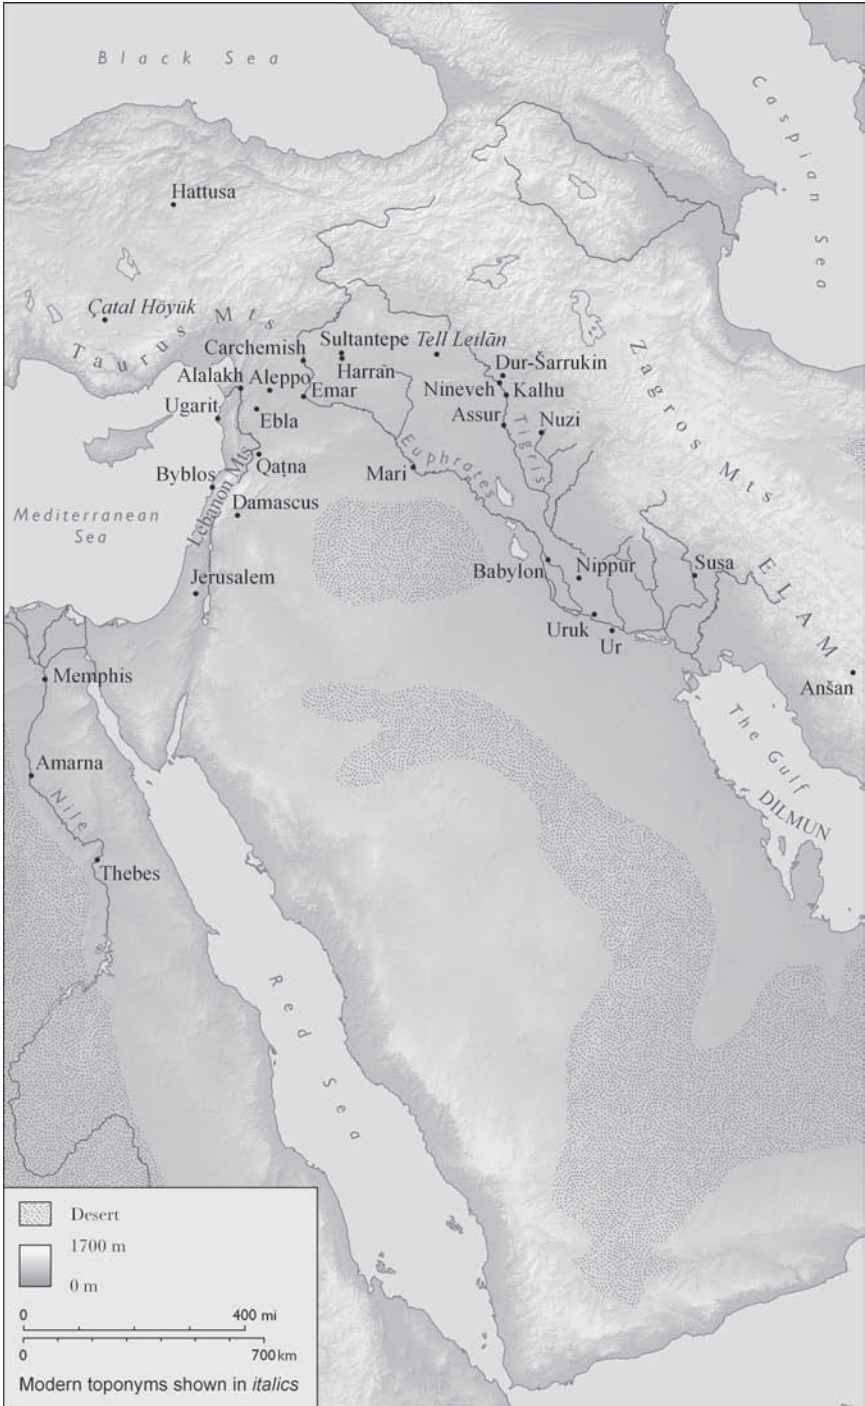 Black Sea
Caspian Sea
Hattusa
Çatal Höyük
Taurus Mts
Sultantepe
Tell Leilān
Carchemish
Harran
Dur-Šarrukin
Zagros Mts
Alalakh
Aleppo
Emar
Nineveh
Kalhu
Ugarit
Ebla
Assur
Nuzi
Tigris
Euphrates
Qaṭna
Mari
Byblos
Lebanon Mts
Damascus
Mediterranean
Sea
Babylon
Nippur
Susa
ELAM
Jerusalem
Uruk
Ur
Memphis
Anšan
The Gulf
Amarna
Nile
DILMUN
Thebes
Red Sea
Desert
1700 m
0 m
0 400 mi
0 700 km
Modern toponyms shown in italics